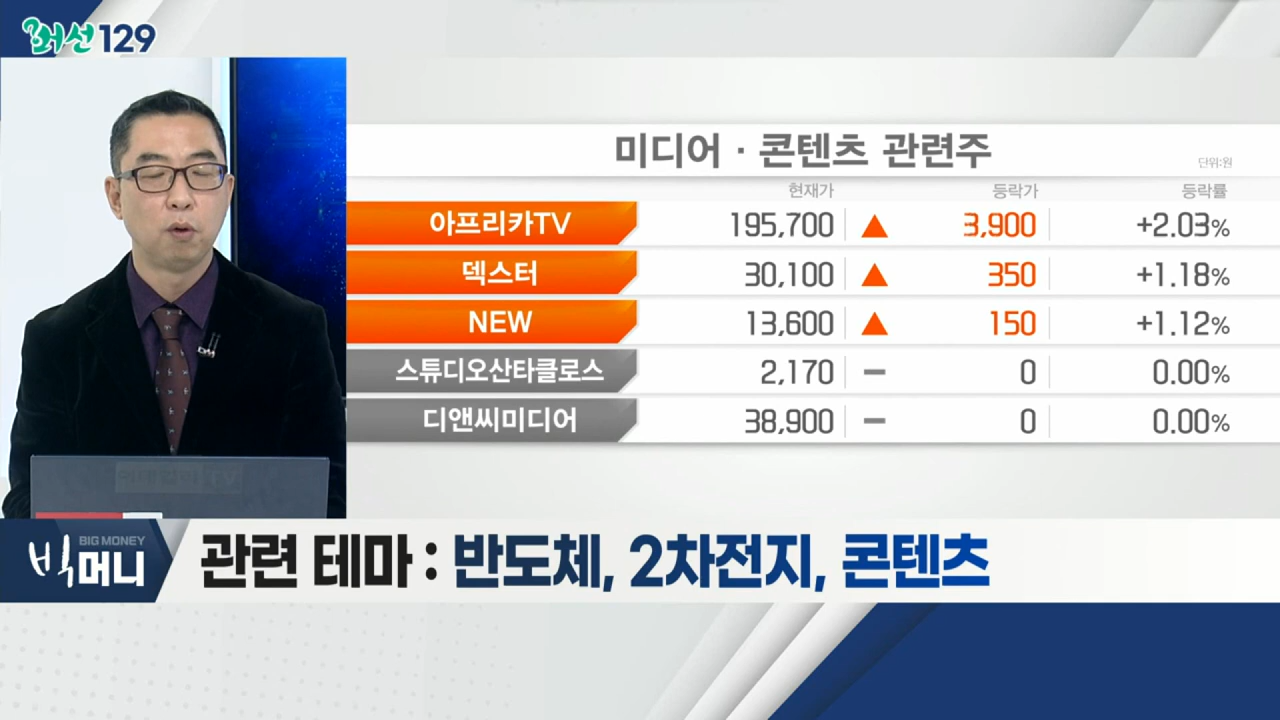 머선129
미디어 · 콘텐츠 관련주
단위:원
현재가 등락가 등락률
아프리카TV 195,700 ▲ 3,900 +2.03%
덱스터 30,100 ▲ 350 +1.18%
NEW 13,600 ▲ 150 +1.12%
스튜디오산타클로스 2,170 - 0 0.00%
디앤씨미디어 38,900 - 0 0.00%
BIG MONEY
빅머니
관련 테마 : 반도체, 2차전지, 콘텐츠